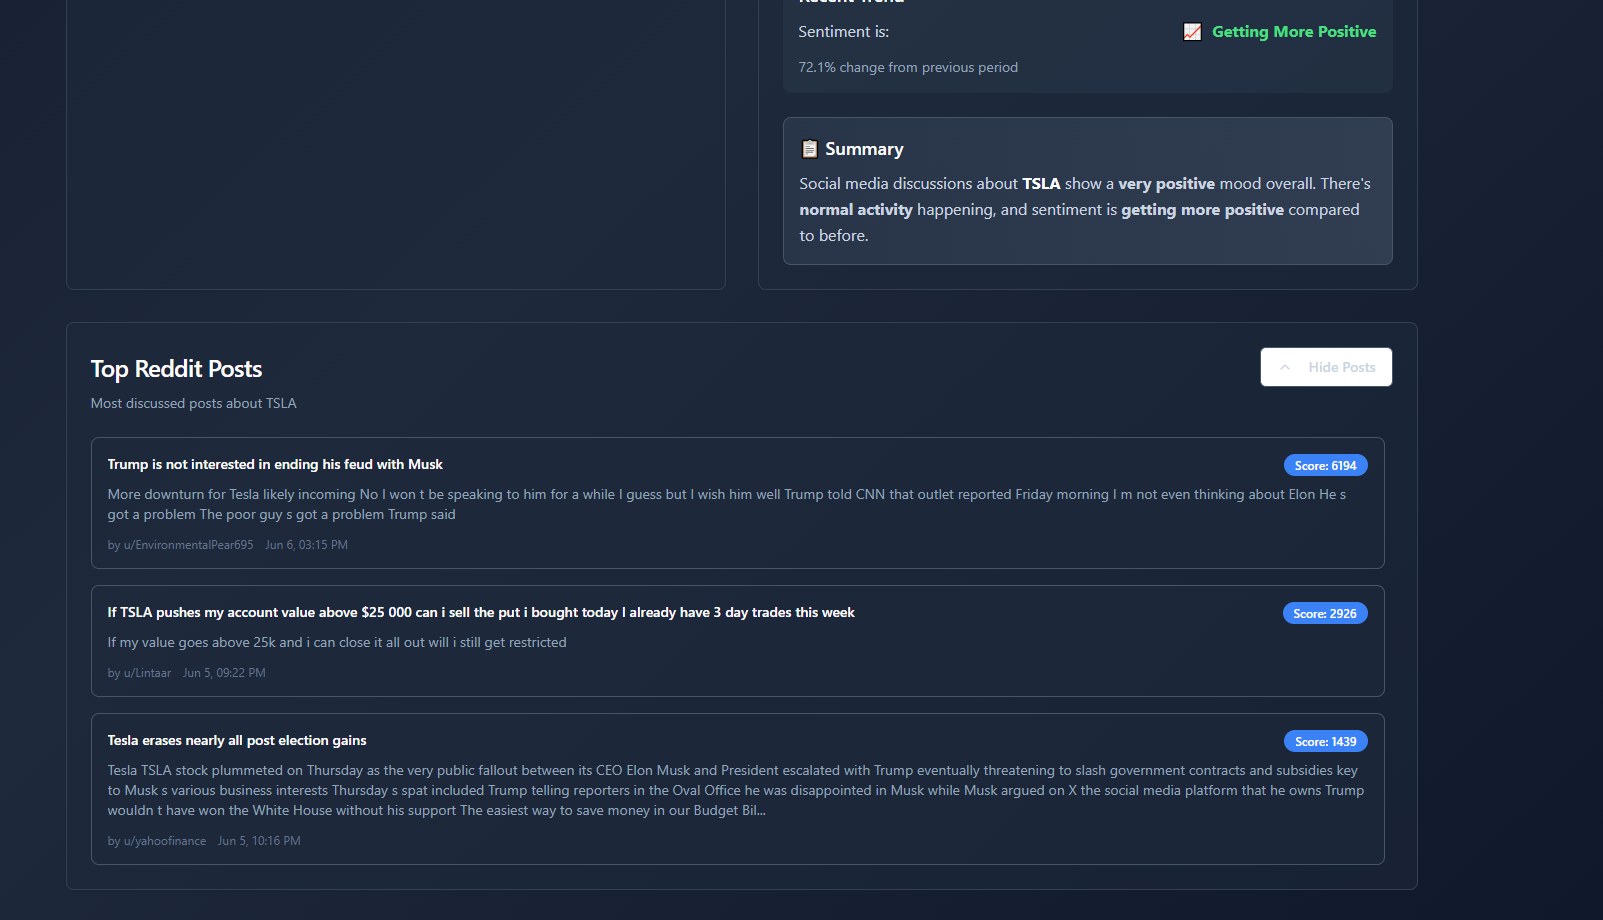 Recent Trend
Sentiment is:
📈 Getting More Positive
72.1% change from previous period
📋 Summary
Social media discussions about TSLA show a very positive mood overall. There's
normal activity happening, and sentiment is getting more positive compared
to before.
Top Reddit Posts
Hide Posts
Most discussed posts about TSLA
Trump is not interested in ending his feud with Musk
Score: 6194
More downturn for Tesla likely incoming No I won t be speaking to him for a while I guess but I wish him well Trump told CNN that outlet reported Friday morning I m not even thinking about Elon He s
got a problem The poor guy s got a problem Trump said
by u/EnvironmentalPear695 Jun 6, 03:15 PM
If TSLA pushes my account value above $25 000 can i sell the put i bought today I already have 3 day trades this week
Score: 2926
If my value goes above 25k and i can close it all out will i still get restricted
by u/Lintaar Jun 5, 09:22 PM
Tesla erases nearly all post election gains
Score: 1439
Tesla TSLA stock plummeted on Thursday as the very public fallout between its CEO Elon Musk and President escalated with Trump eventually threatening to slash government contracts and subsidies key
to Musk s various business interests Thursday s spat included Trump telling reporters in the Oval Office he was disappointed in Musk while Musk argued on X the social media platform that he owns Trump
wouldn t have won the White House without his support The easiest way to save money in our Budget Bil...
by u/yahoofinance Jun 5, 10:16 PM